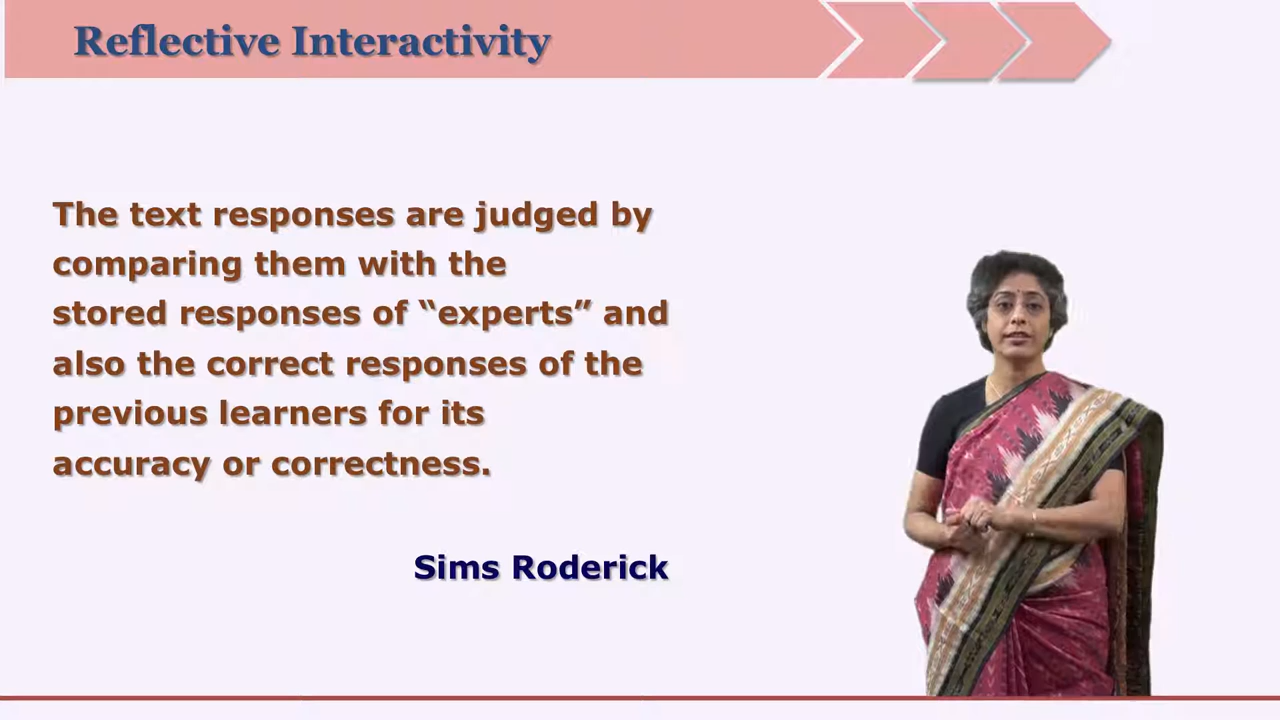 Reflective Interactivity
The text responses are judged by
comparing them with the
stored responses of “experts” and
also the correct responses of the
previous learners for its
accuracy or correctness.
Sims Roderick